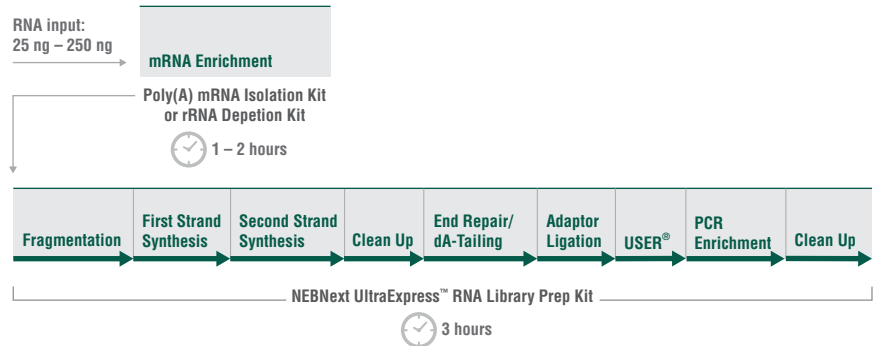 RNA input:
25 ng – 250 ng
mRNA Enrichment
Poly(A) mRNA Isolation Kit
or rRNA Depetion Kit
1 – 2 hours
Fragmentation
First Strand
Synthesis
Second Strand
Synthesis
Clean Up
End Repair/
dA-Tailing
Adaptor
Ligation
USER®
PCR
Enrichment
Clean Up
NEBNext UltraExpress™ RNA Library Prep Kit
3 hours